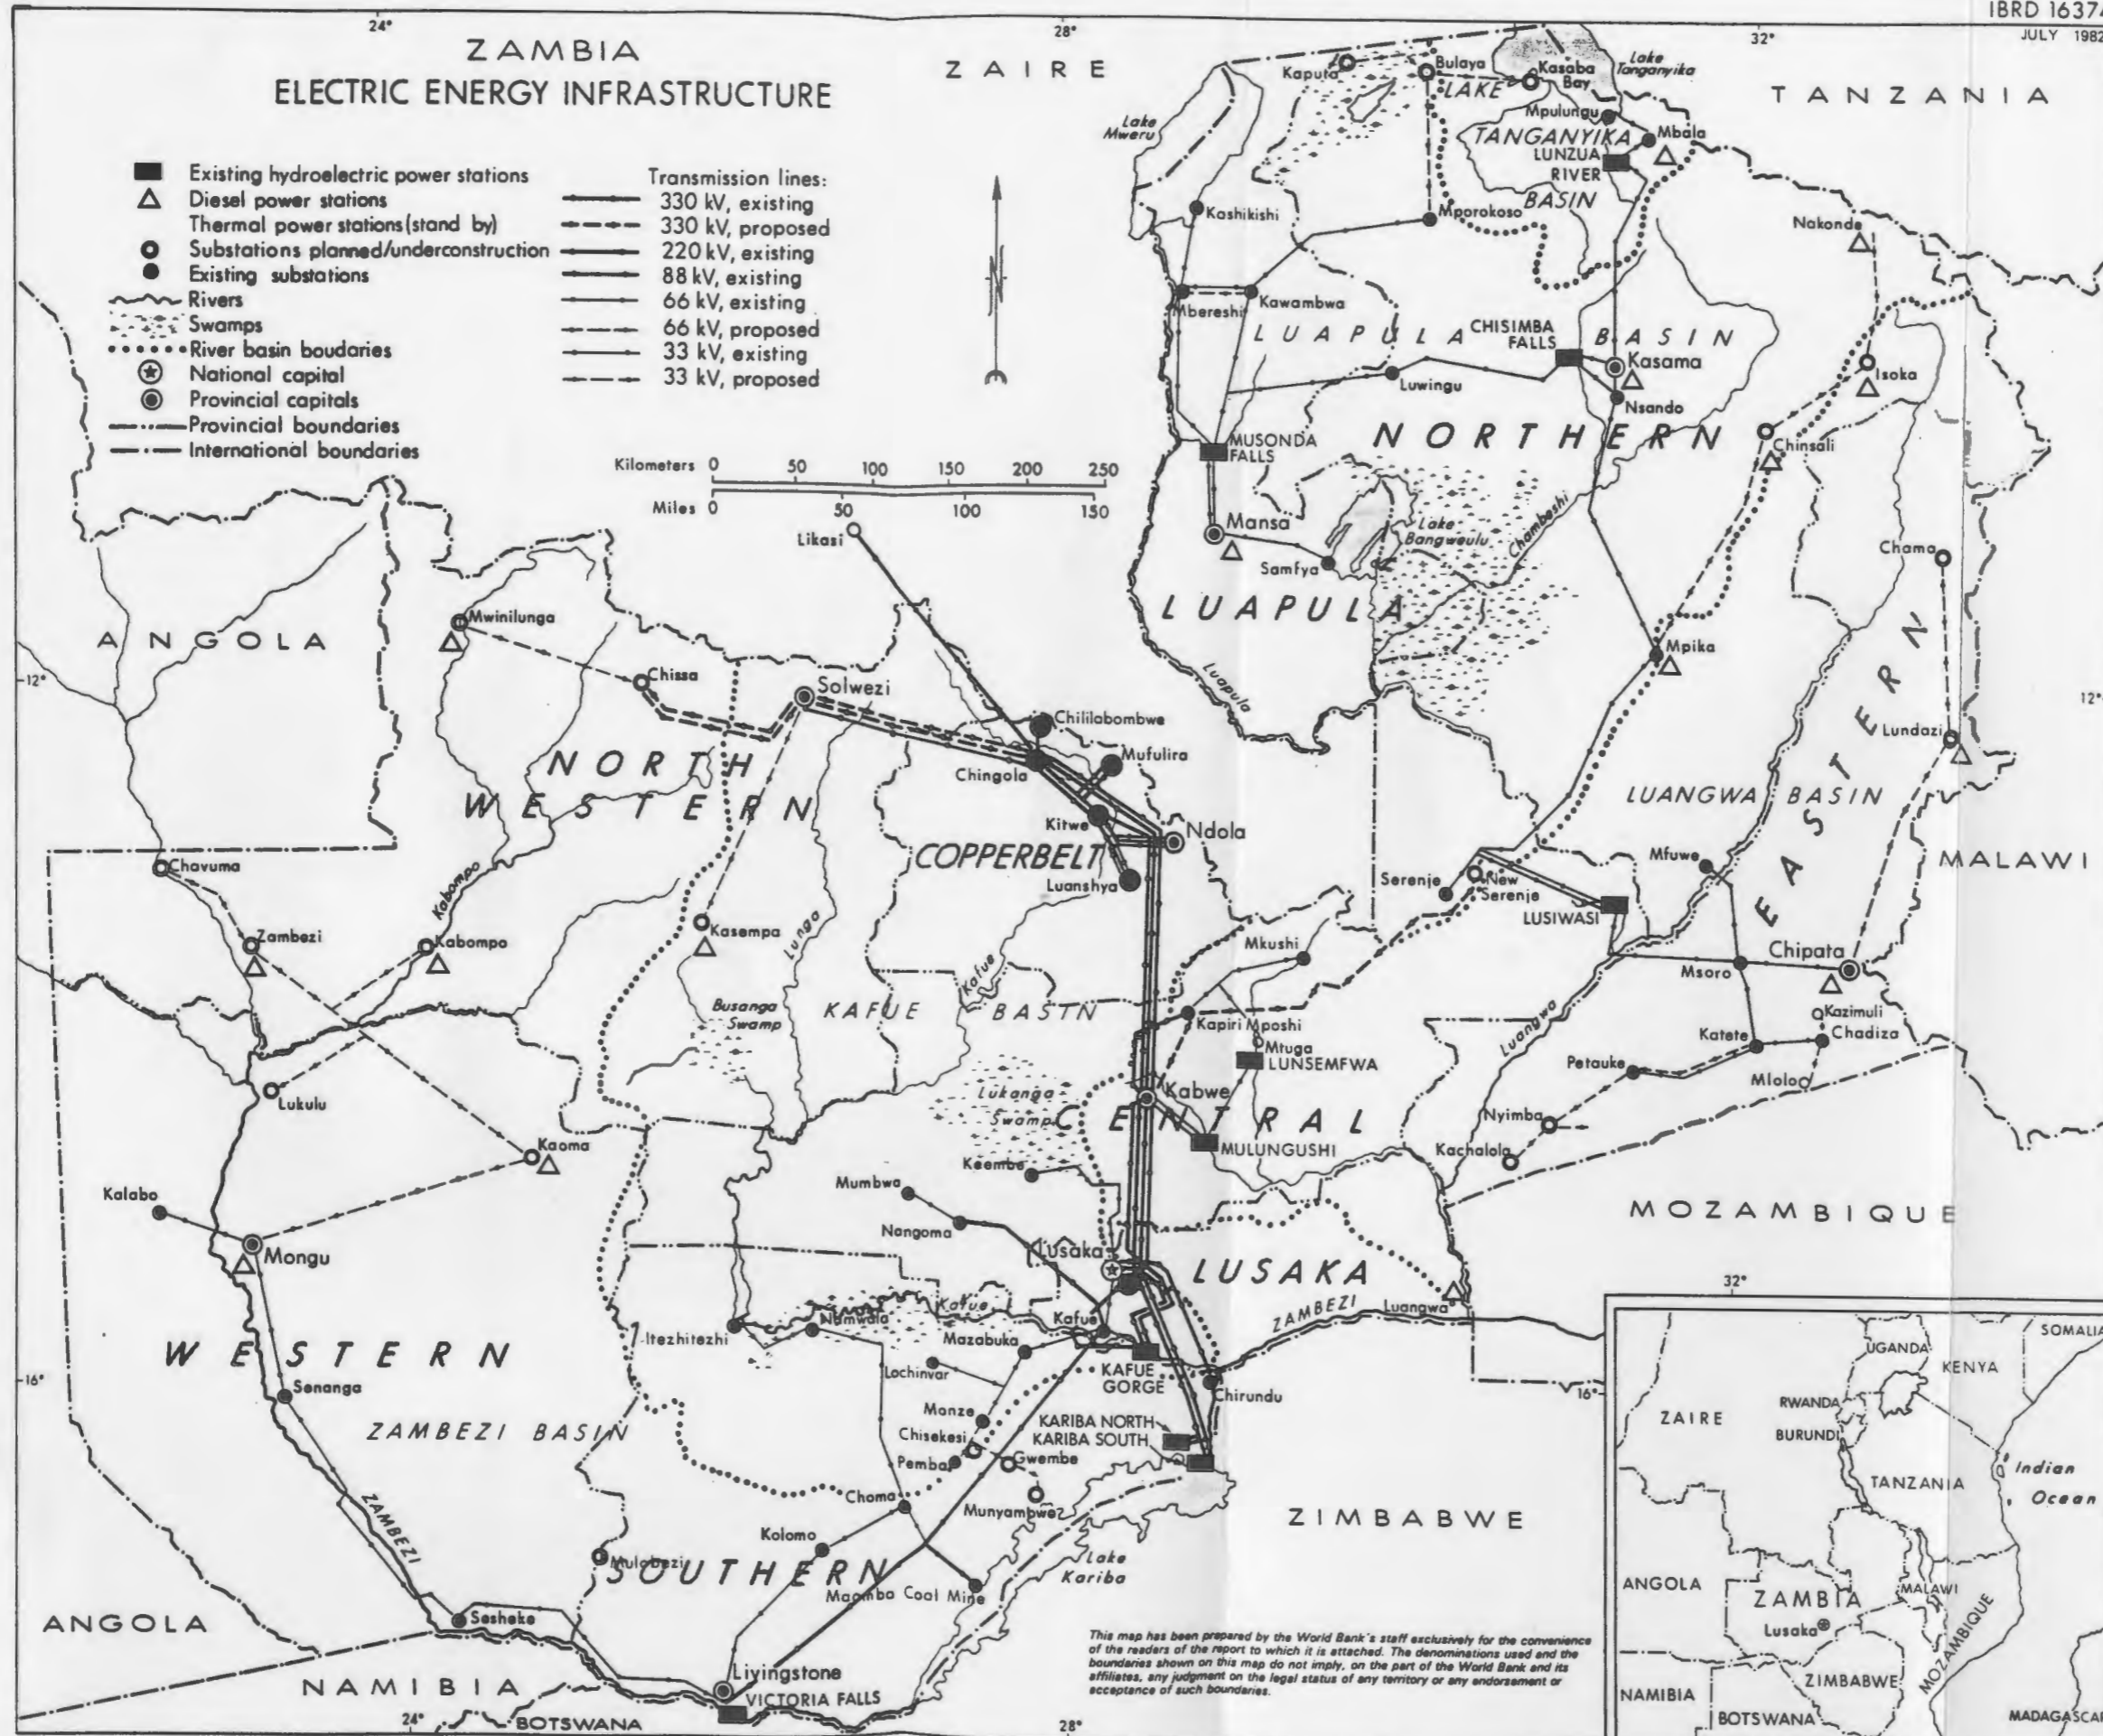 IBRD 16374
JULY 1982
24°
28°
32°
ZAMBIA
ELECTRIC ENERGY INFRASTRUCTURE
Existing hydroelectric power stations
Diesel power stations
Thermal power stations(stand by)
Substations planned/underconstruction
Existing substations
Rivers
Swamps
River basin boudaries
National capital
Provincial capitals
Provincial boundaries
International boundaries
Transmission lines:
330 kV, existing
330 kV, proposed
220 kV, existing
88 kV, existing
66 kV, existing
66 kV, proposed
33 kV, existing
33 kV, proposed
N
Kilometers 0 50 100 150 200 250
Miles 0 50 100 150
ZAIRE
TANZANIA
Kaputa
Bulaya
Kasaba
Bay
Lake
Tanganyika
Lake
Mweru
LAKE
TANGANYIKA
BASIN
Mpulungu
Mbala
LUNZUA
RIVER
Kashikishi
Mporokoso
Nakonde
Mbereshi
Kawambwa
LUAPULA BASIN
CHISIMBA
FALLS
Kasama
Luwingu
Nsando
Isoka
MUSONDA
FALLS
NORTHERN
Chinsali
Mansa
Lake
Bangweulu
Chambeshi
Samfya
Chama
Likasi
LUAPULA
Luapula
Mpika
EASTERN
Lundazi
ANGOLA
Mwinilunga
12°
12°
Chissa
Solwezi
Chililabombwe
Mufulira
Chingola
NORTH
WESTERN
Kitwe
Ndola
COPPERBELT
Luanshya
LUANGWA BASIN
Mfuwe
MALAWI
Serenje
New
Serenje
LUSIWASI
Chavuma
Kabompo
Zambezi
Kabompo
Kasempa
Lunga
Kafue
Mkushi
Msoro
Chipata
Busanga
Swamp
KAFUE BASIN
Kapiri Mposhi
Mtuga
LUNSEMFWA
Luangwa
Kazimuli
Katete
Chadiza
Petauke
Mlolo
Lukulu
Lukanga
Swamp
Kabwe
CENTRAL
MULUNGUSHI
Nyimba
Kachalola
Kaoma
Keembe
Mumbwa
Nangoma
Kalabo
Mongu
MOZAMBIQUE
Lusaka
LUSAKA
ZAMBEZI
Luangwa
WESTERN
Itezhitezhi
Namwala
Kafue
Kafue
Mazabuka
KAFUE
GORGE
Lochinvar
Chirundu
16°
16°
Senanga
ZAMBEZI BASIN
Monze
Chisekesi
KARIBA NORTH
KARIBA SOUTH
Pemba
Gwembe
Choma
Munyambwe
ZIMBABWE
ZAMBEZI
Kolomo
Mulobezi
SOUTHERN
Maamba Coal Mine
Lake
Kariba
ANGOLA
Sesheke
NAMIBIA
Livingstone
VICTORIA FALLS
BOTSWANA
24°
28°
This map has been prepared by the World Bank's staff exclusively for the convenience
of the readers of the report to which it is attached. The denominations used and the
boundaries shown on this map do not imply, on the part of the World Bank and its
affiliates, any judgment on the legal status of any territory or any endorsement or
acceptance of such boundaries.
32°
UGANDA
SOMALIA
KENYA
RWANDA
ZAIRE
BURUNDI
TANZANIA
Indian
Ocean
ANGOLA
ZAMBIA
Lusaka
MALAWI
MOZAMBIQUE
ZIMBABWE
NAMIBIA
BOTSWANA
MADAGASCAR